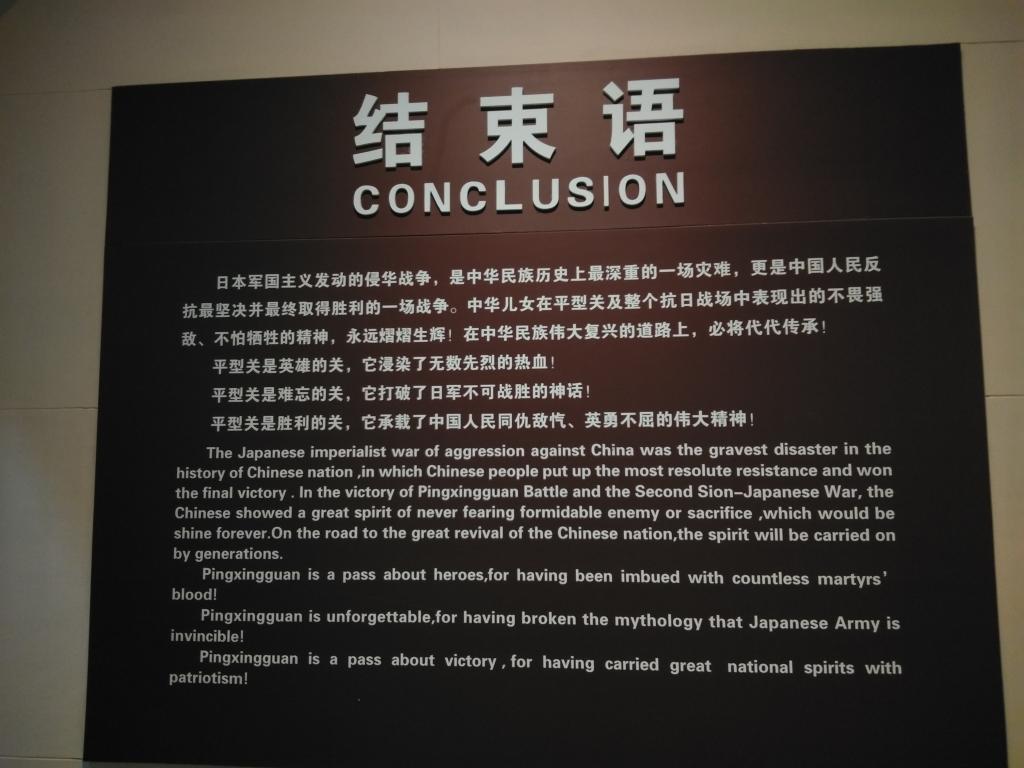 结束语
CONCLUSION
日本军国主义发动的侵华战争，是中华民族历史上最深重的一场灾难，更是中国人民反
抗最坚决并最终取得胜利的一场战争。中华儿女在平型关及整个抗日战场中表现出的不畏强
敌、不怕牺牲的精神，永远熠熠生辉！在中华民族伟大复兴的道路上，必将代代传承！
平型关是英雄的关，它浸染了无数先烈的热血！
平型关是难忘的关，它打破了日军不可战胜的神话！
平型关是胜利的关，它承载了中国人民同仇敌忾、英勇不屈的伟大精神！
The Japanese imperialist war of aggression against China was the gravest disaster in the
history of Chinese nation ,in which Chinese people put up the most resolute resistance and won
the final victory . In the victory of Pingxingguan Battle and the Second Sion-Japanese War, the
Chinese showed a great spirit of never fearing formidable enemy or sacrifice ,which would be
shine forever.On the road to the great revival of the Chinese nation,the spirit will be carried on
by generations.
Pingxingguan is a pass about heroes,for having been imbued with countless martyrs'
blood!
Pingxingguan is unforgettable,for having broken the mythology that Japanese Army is
invincible!
Pingxingguan is a pass about victory , for having carried great national spirits with
patriotism!